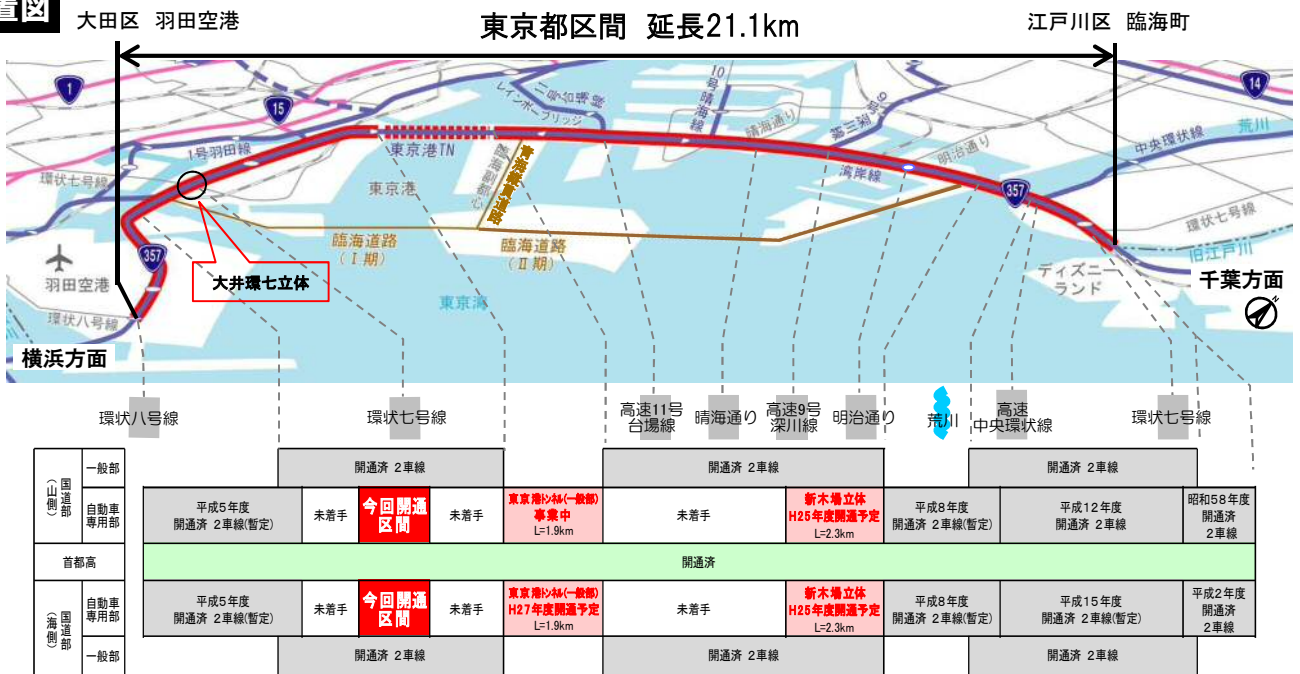 置図
大田区 羽田空港
東京都区間 延長21.1km
江戸川区 臨海町
1
15
14
1号羽田線
環状七号線
東京港TN
レインボーブリッジ
11号台場線
10号晴海線
晴海通り
9号深川線
明治通り
湾岸線
中央環状線
荒川
357
環状七号線
旧江戸川
東京港
臨海副都心
青海縦貫道路
臨海道路
(Ⅰ期)
臨海道路
(Ⅱ期)
357
羽田空港
環状八号線
大井環七立体
東京湾
ディズニー
ランド
千葉方面
N
横浜方面
環状八号線
環状七号線
高速11号
台場線
晴海通り
高速9号
深川線
明治通り
荒川
高速
中央環状線
環状七号線
国道部
(山側)
一般部
開通済 2車線
開通済 2車線
開通済 2車線
自動車
専用部
平成5年度
開通済 2車線(暫定)
未着手
今回開通
区間
未着手
東京港トンネル(一般部)
事業中
L=1.9km
未着手
新木場立体
H25年度開通予定
L=2.3km
平成8年度
開通済 2車線(暫定)
平成12年度
開通済 2車線
昭和58年度
開通済
2車線
首都高
開通済
国道部
(海側)
自動車
専用部
平成5年度
開通済 2車線(暫定)
未着手
今回開通
区間
未着手
東京港トンネル(一般部)
H27年度開通予定
L=1.9km
未着手
新木場立体
H25年度開通予定
L=2.3km
平成8年度
開通済 2車線(暫定)
平成15年度
開通済 2車線(暫定)
平成2年度
開通済
2車線
一般部
開通済 2車線
開通済 2車線
開通済 2車線